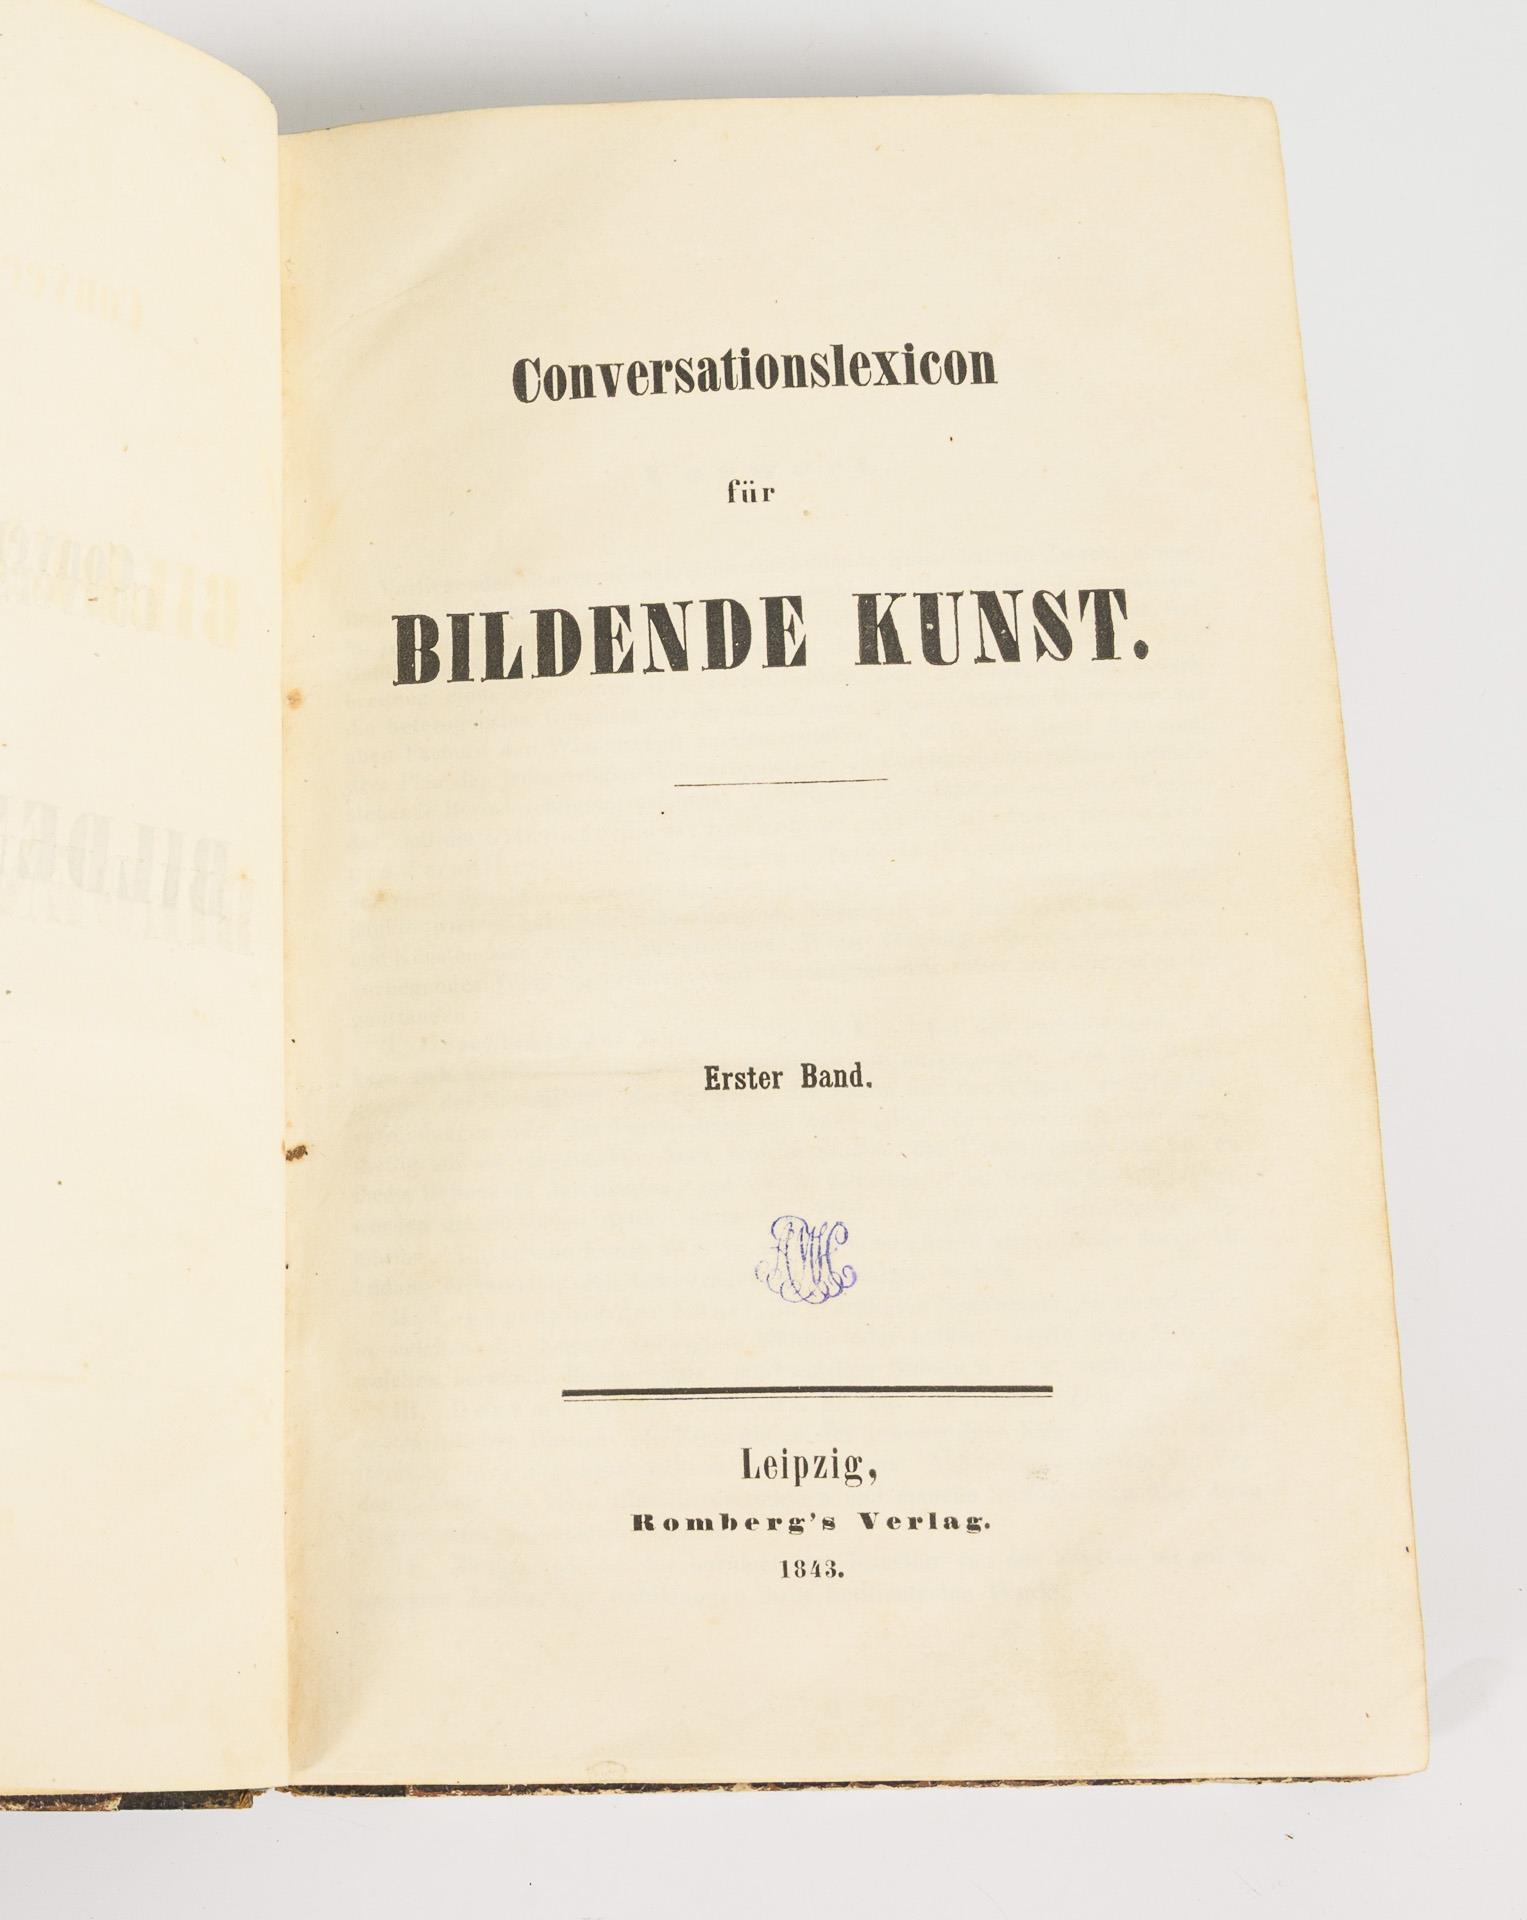 Conversationslexicon
für
BILDENDE KUNST.
Erster Band.
Leipzig,
Romberg's Verlag.
1843.